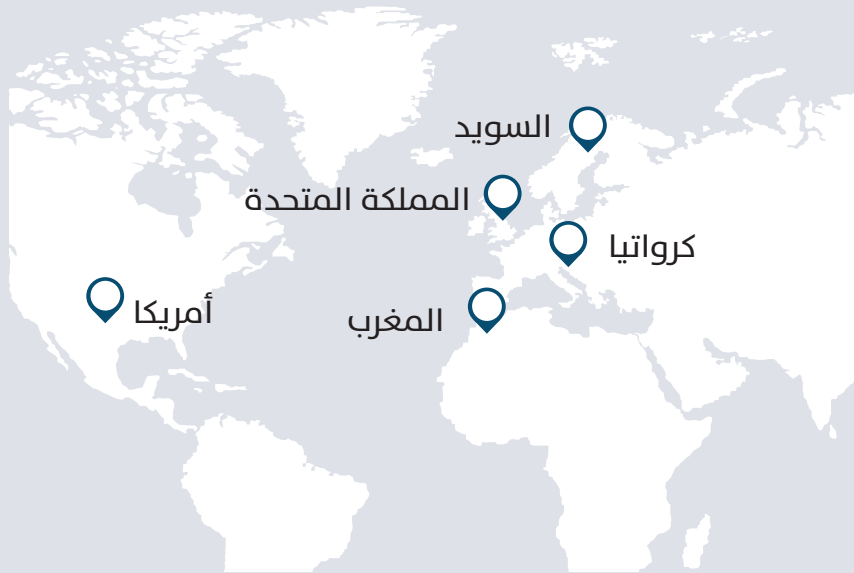 السويد
المملكة المتحدة
كرواتيا
أمريكا
المغرب